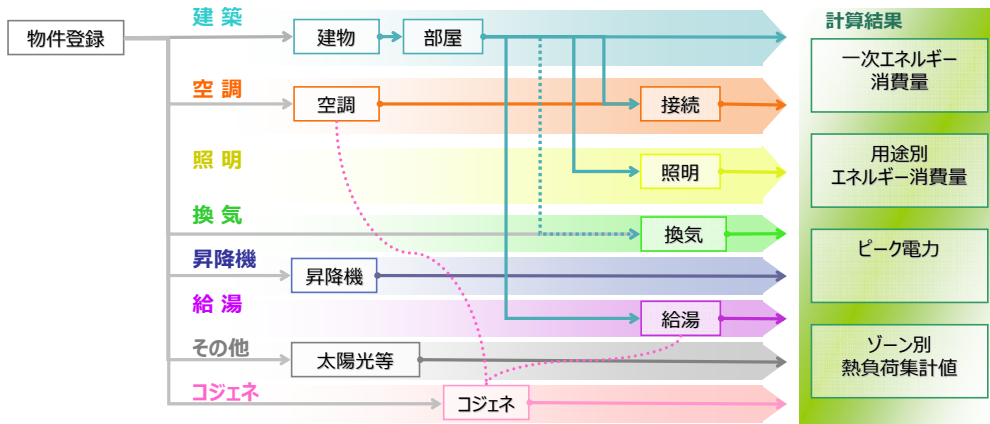 物件登録
建 築
建物
部屋
空 調
空調
接続
照 明
照明
換 気
換気
昇降機
昇降機
給 湯
給湯
その他
太陽光等
コジェネ
コジェネ
計算結果
一次エネルギー
消費量
用途別
エネルギー消費量
ピーク電力
ゾーン別
熱負荷集計値